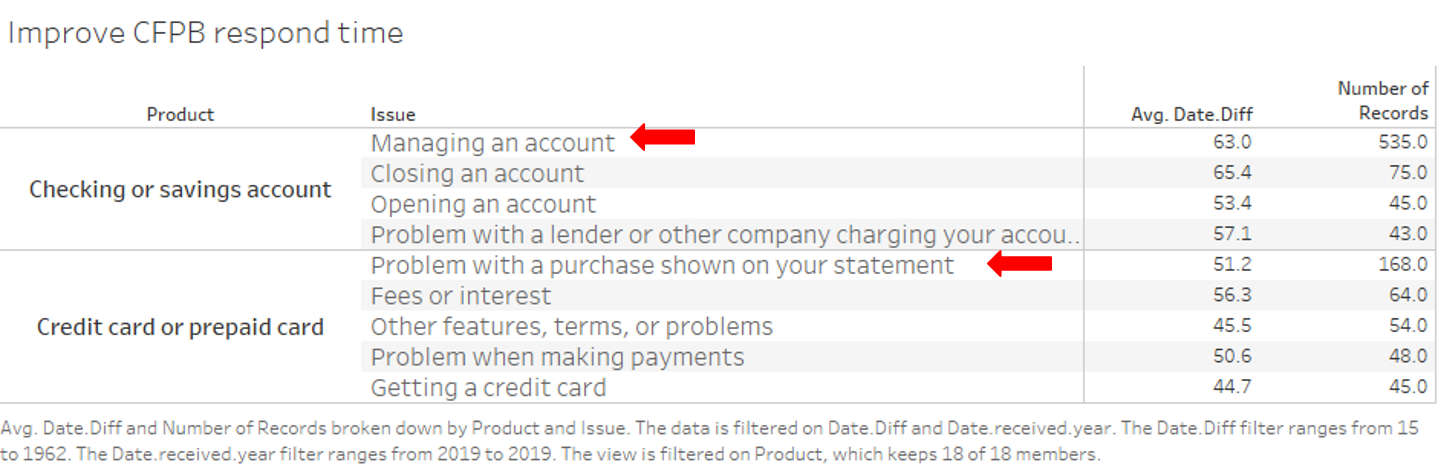 Improve CFPB respond time
Number of
Product Issue Avg. Date.Diff Records
Managing an account 63.0 535.0
Closing an account 65.4 75.0
Checking or savings account
Opening an account 53.4 45.0
Problem with a lender or other company charging your accou.. 57.1 43.0
Problem with a purchase shown on your statement 51.2 168.0
Fees or interest 56.3 64.0
Credit card or prepaid card Other features, terms, or problems 45.5 54.0
Problem when making payments 50.6 48.0
Getting a credit card 44.7 45.0
Avg. Date.Diff and Number of Records broken down by Product and Issue. The data is filtered on Date.Diff and Date.received.year. The Date.Diff filter ranges from 15
to 1962. The Date.received.year filter ranges from 2019 to 2019. The view is filtered on Product, which keeps 18 of 18 members.